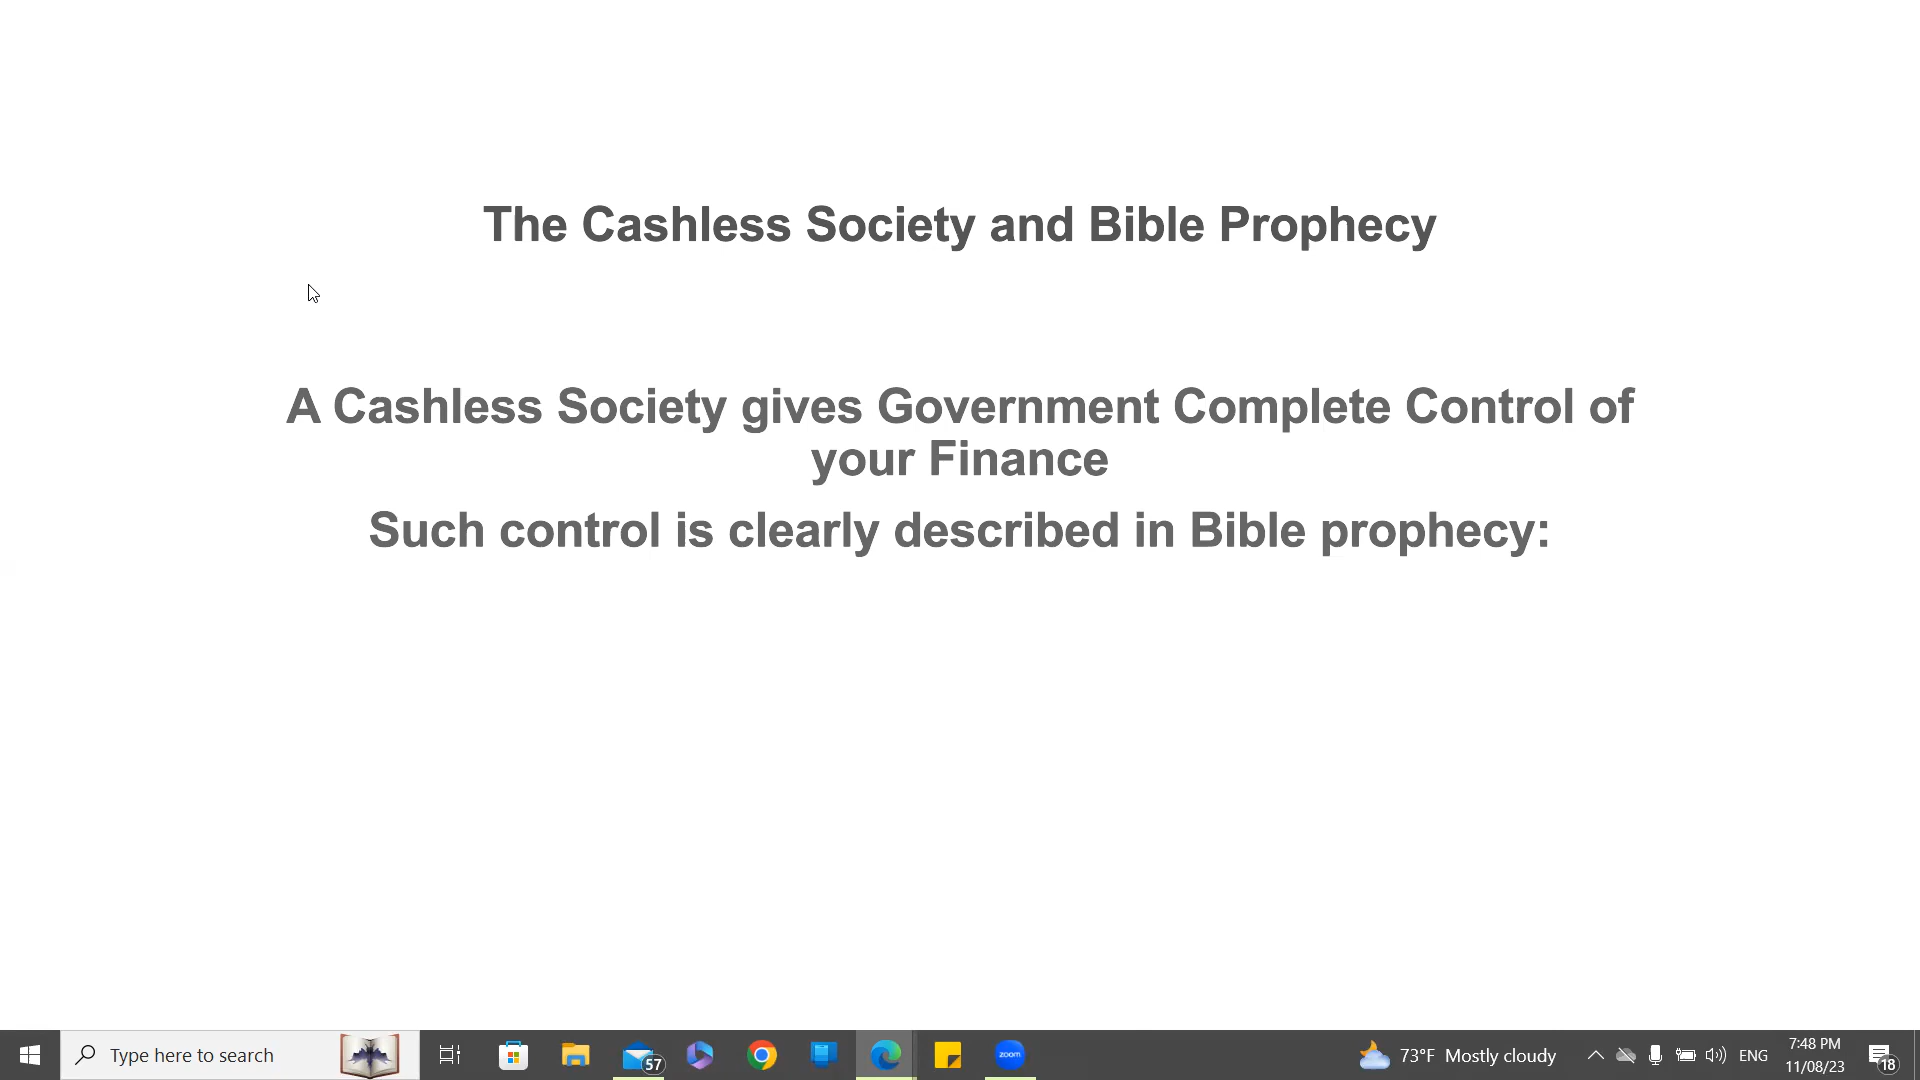 The Cashless Society and Bible Prophecy
A Cashless Society gives Government Complete Control of
your Finance
Such control is clearly described in Bible prophecy:
Type here to search
57
zoom
73°F Mostly cloudy
ENG
7:48 PM
11/08/23
18